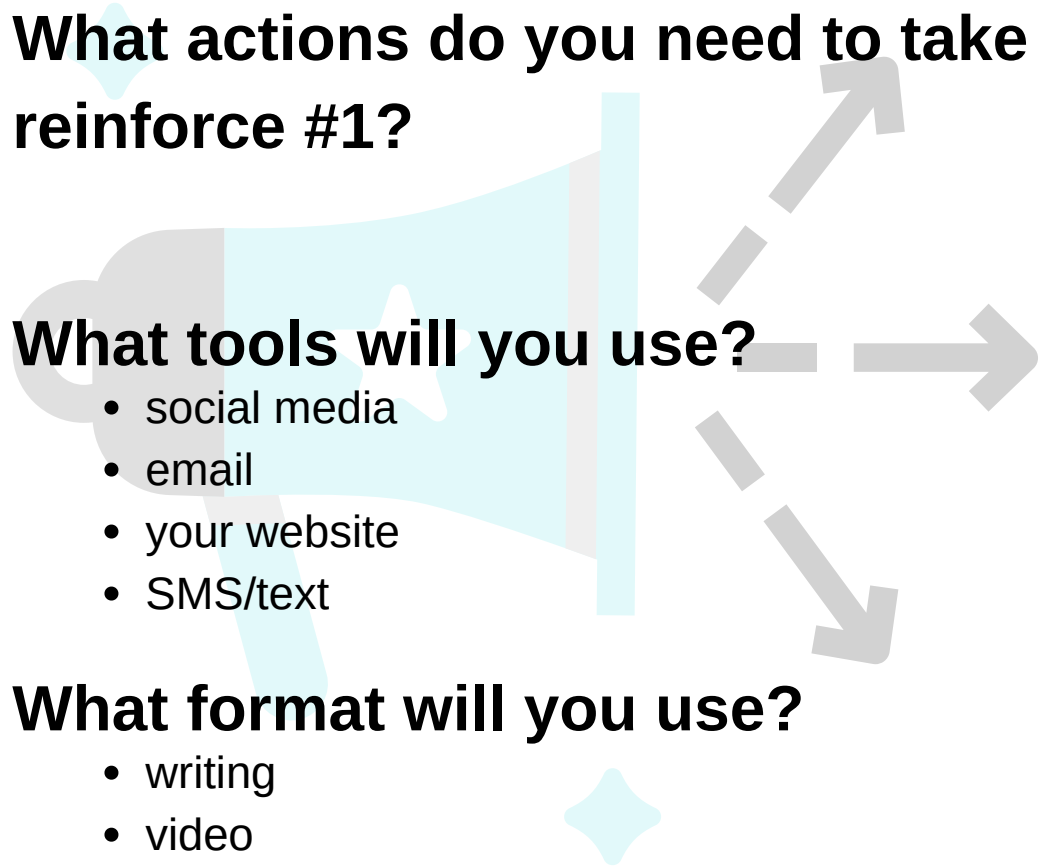 What actions do you need to take
reinforce #1?
What tools will you use?
• social media
• email
• your website
• SMS/text
What format will you use?
• writing
• video